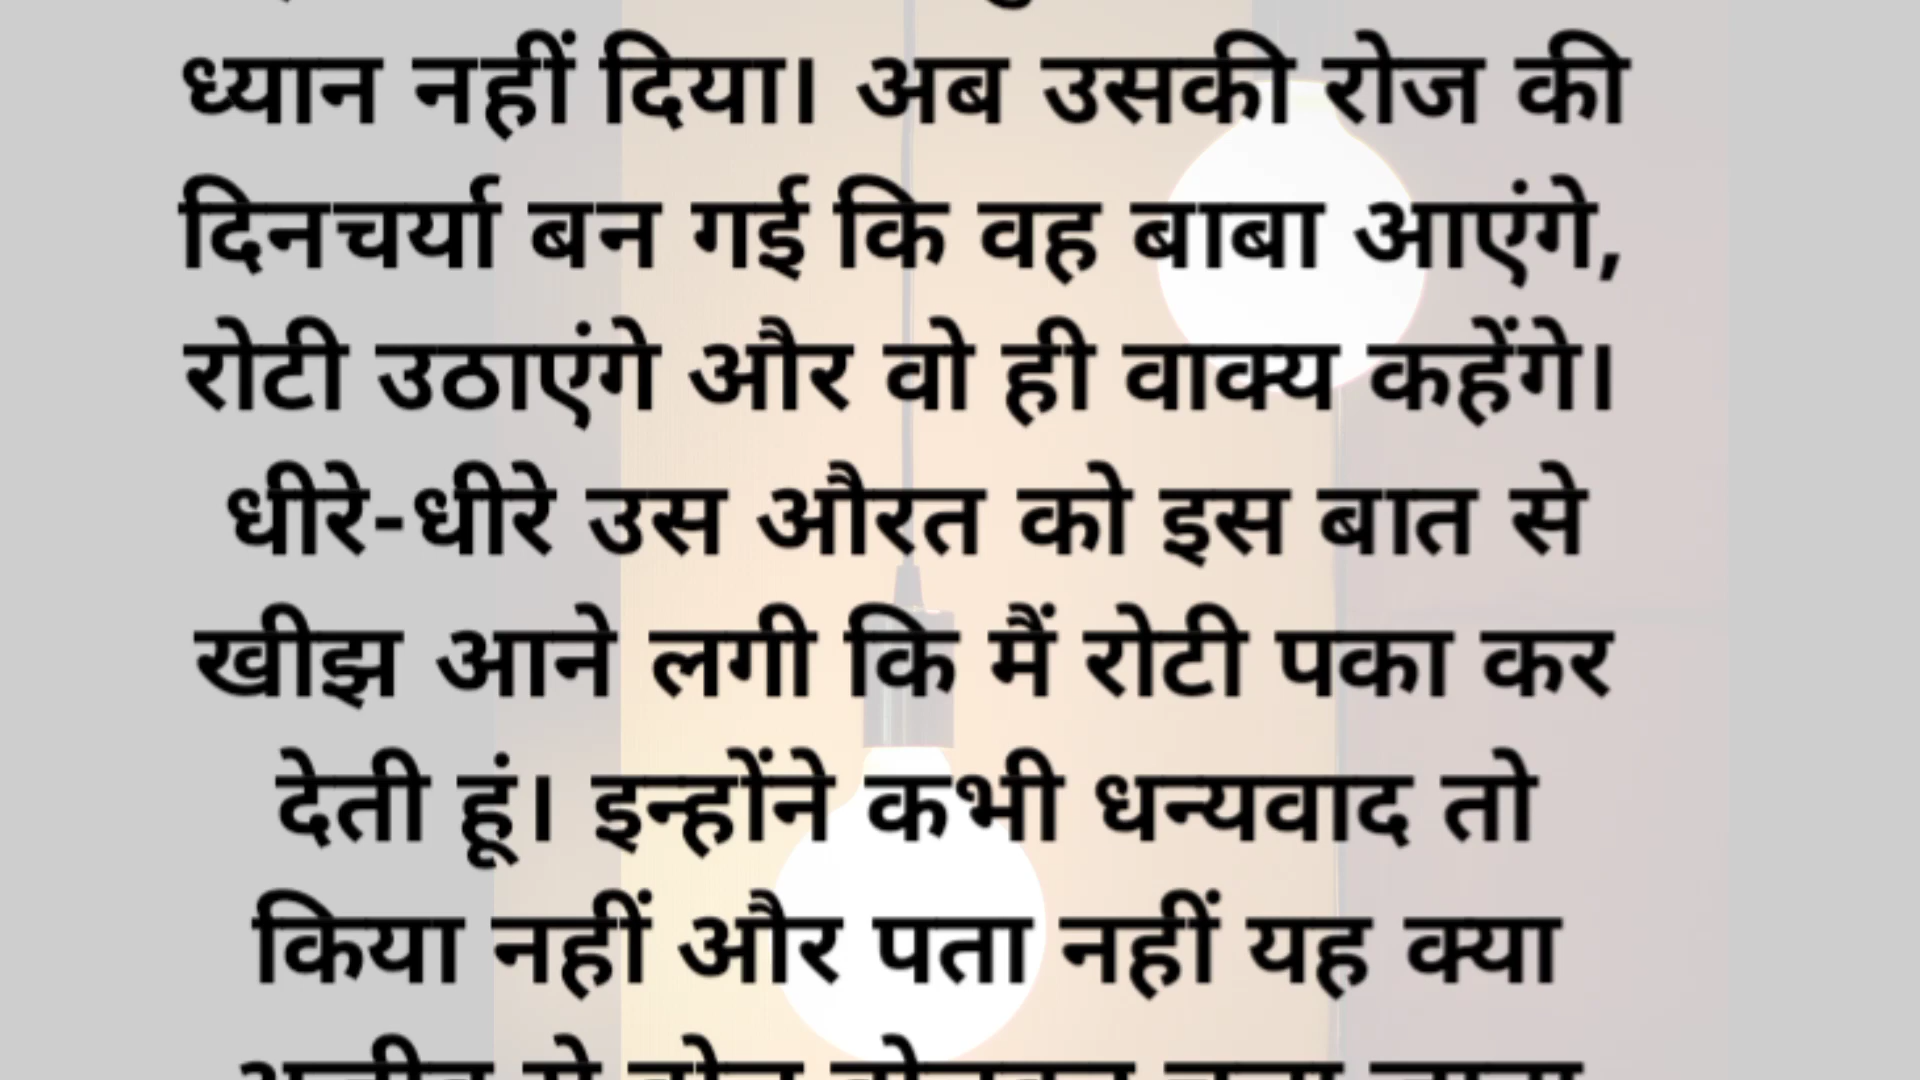 ध्यान नहीं दिया। अब उसकी रोज की
दिनचर्या बन गई कि वह बाबा आएंगे,
रोटी उठाएंगे और वो ही वाक्य कहेंगे।
धीरे-धीरे उस औरत को इस बात से
खीझ आने लगी कि मैं रोटी पका कर
देती हूं। इन्होंने कभी धन्यवाद तो
किया नहीं और पता नहीं यह क्या